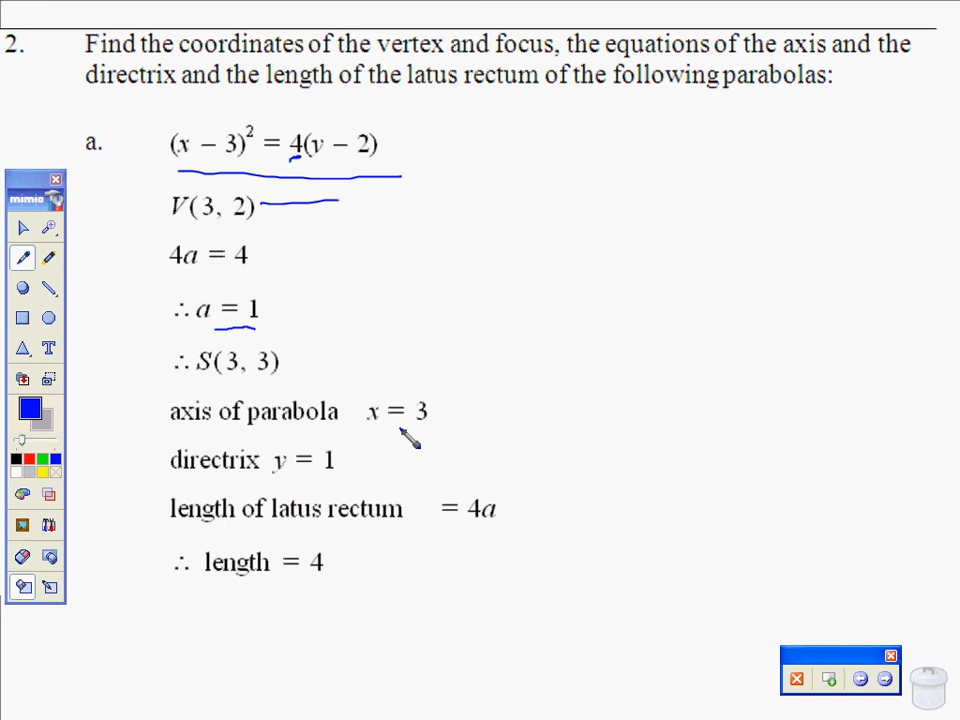 2. Find the coordinates of the vertex and focus, the equations of the axis and the
directrix and the length of the latus rectum of the following parabolas:
a. (x − 3)² = 4(y − 2)
V(3, 2)
mimio
4a = 4
∴ a = 1
∴ S(3, 3)
axis of parabola x = 3
directrix y = 1
length of latus rectum = 4a
∴ length = 4